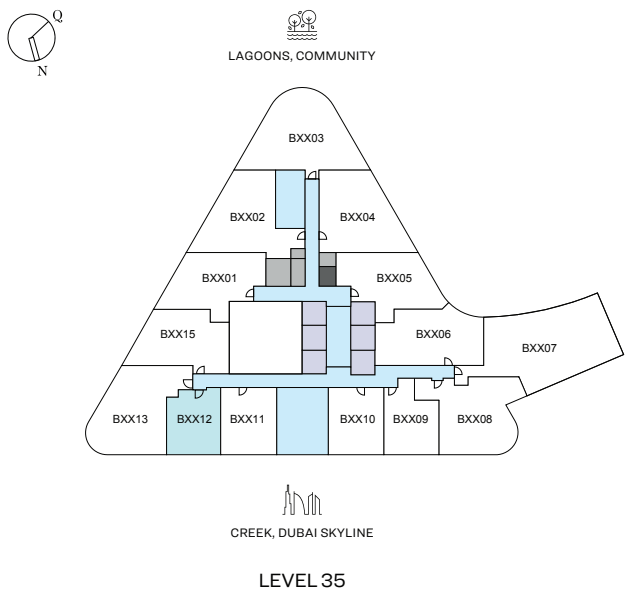 Q
N
LAGOONS, COMMUNITY
BXX03
BXX02
BXX04
BXX01
BXX05
BXX15
BXX06
BXX07
BXX13
BXX12
BXX11
BXX10
BXX09
BXX08
CREEK, DUBAI SKYLINE
LEVEL 35